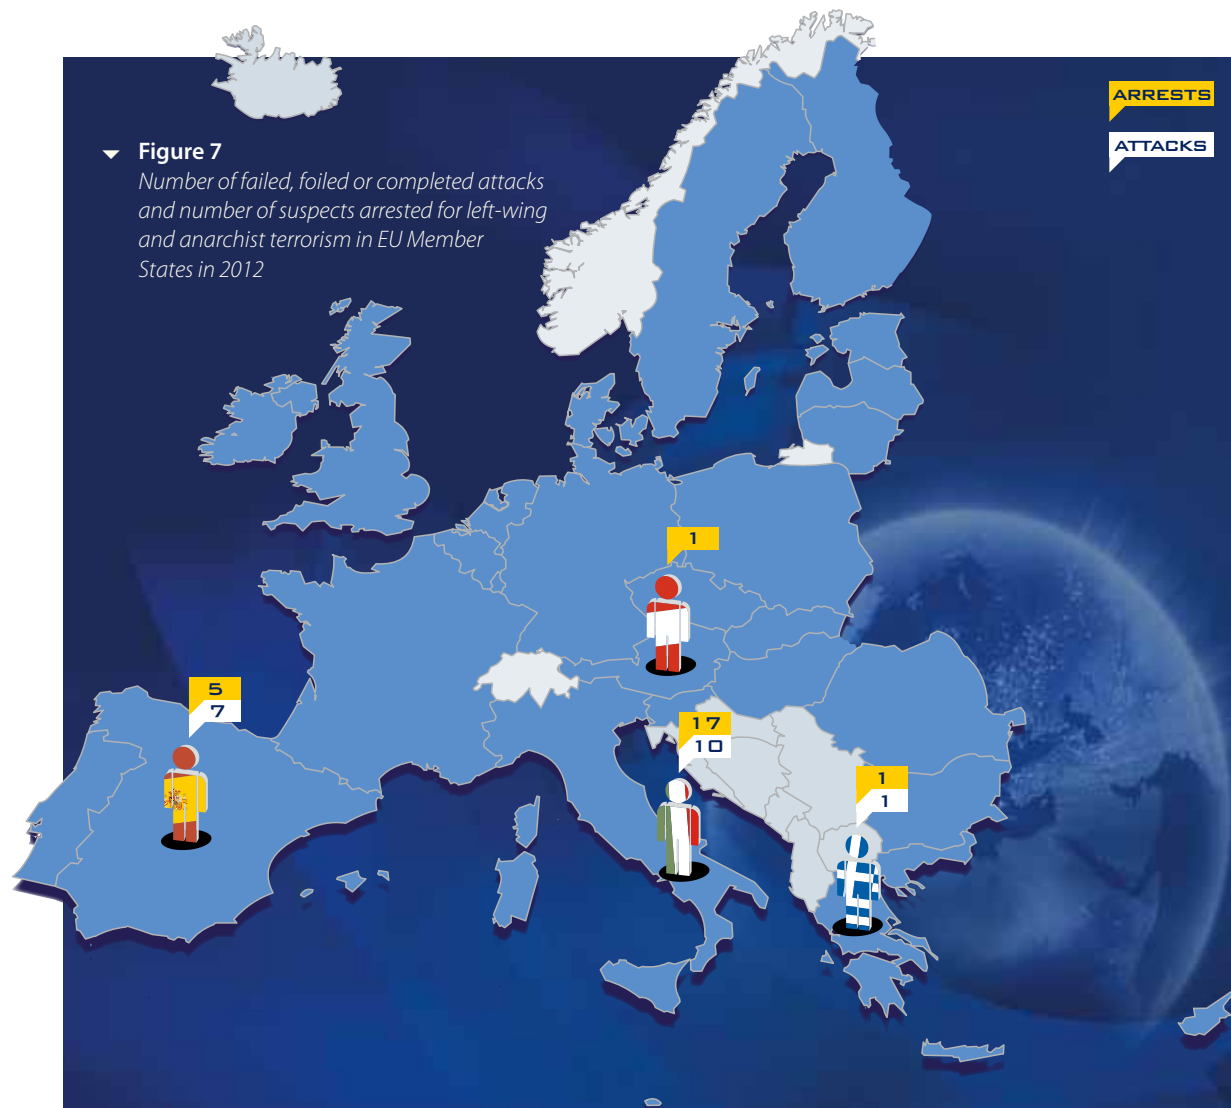 ARRESTS
ATTACKS
Figure 7
Number of failed, foiled or completed attacks
and number of suspects arrested for left-wing
and anarchist terrorism in EU Member
States in 2012
1
5
7
17
10
1
1